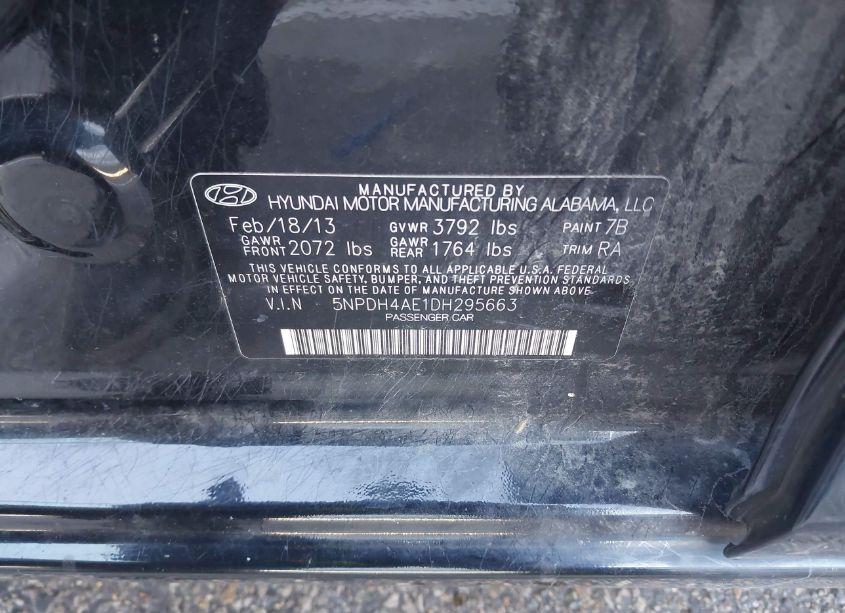 MANUFACTURED BY
HYUNDAI MOTOR MANUFACTURING ALABAMA, LLC
Feb/18/13 GVWR 3792 lbs PAINT 7B
GAWR FRONT 2072 lbs GAWR REAR 1764 lbs TRIM RA
THIS VEHICLE CONFORMS TO ALL APPLICABLE U.S.A. FEDERAL
MOTOR VEHICLE SAFETY, BUMPER, AND THEFT PREVENTION STANDARDS
IN EFFECT ON THE DATE OF MANUFACTURE SHOWN ABOVE
V.I.N 5NPDH4AE1DH295663
PASSENGER CAR